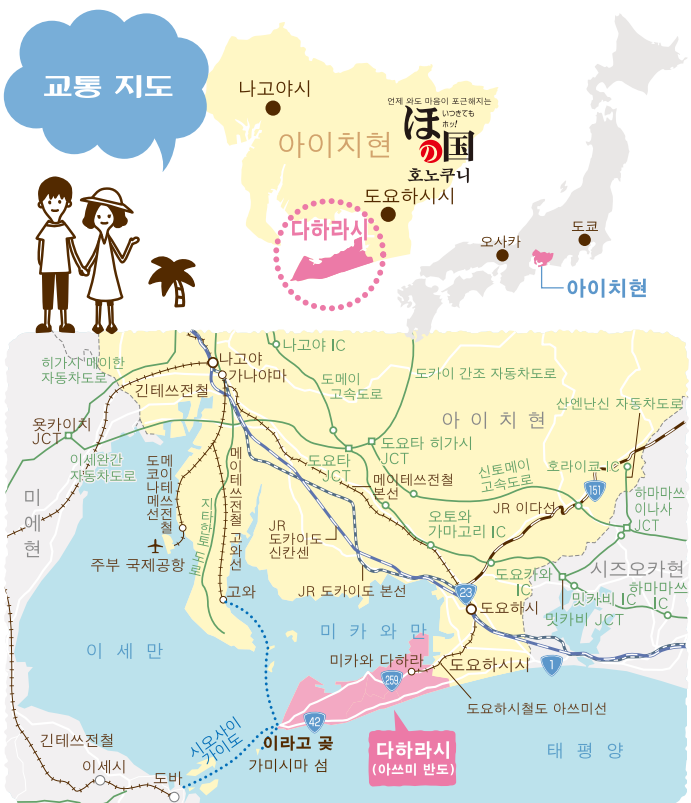 교통 지도
나고야시
언제 와도 마음이 포근해지는
いつきても
ホッ!
ほの国
호노쿠니
아이치현
도요하시시
다하라시
오사카
도쿄
아이치현
나고야
가나야마
나고야 IC
히가시 메이한
자동차도로
긴테쓰전철
도메이
고속도로
도카이 간조 자동차도로
산엔난신 자동차도로
아이치현
욧카이치
JCT
이세완간
자동차도로
도요타 히가시
JCT
도요타
JCT
메이테쓰전철
본선
신토메이
고속도로
호라이쿄 IC
151
메이테쓰전철
도코나메선
메이테쓰전철 고와선
지타한토 도로
미에현
JR
도카이도
신칸센
오토와
가마고리 IC
JR 이다선
하마마쓰
이나사
JCT
주부 국제공항
JR 도카이도 본선
도요카와
IC
시즈오카현
하마마쓰
IC
밋카비 IC
밋카비 JCT
고와
23
도요하시
이세만
미카와만
미카와 다하라
도요하시시
1
259
42
도요하시철도 아쓰미선
시오사이
가이도
이라고 곶
가미시마 섬
다하라시
(아쓰미 반도)
태평양
긴테쓰전철
이세시
도바